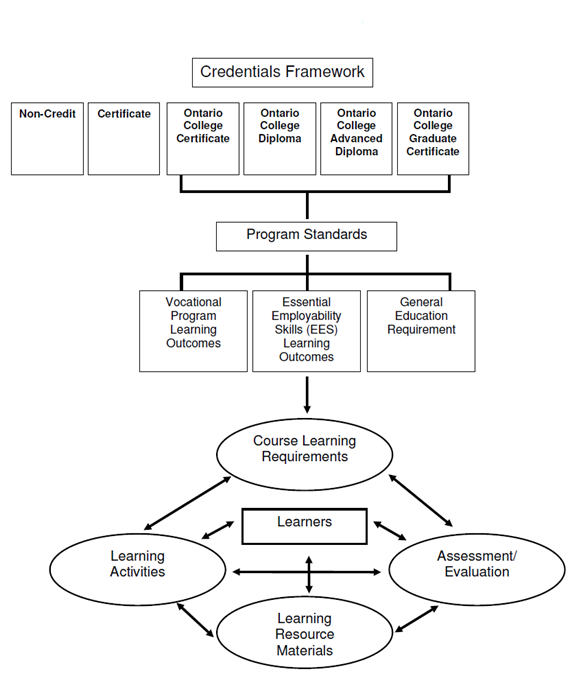 Credentials Framework
Non-Credit
Certificate
Ontario
College
Certificate
Ontario
College
Diploma
Ontario
College
Advanced
Diploma
Ontario
College
Graduate
Certificate
Program Standards
Vocational
Program
Learning
Outcomes
Essential
Employability
Skills (EES)
Learning
Outcomes
General
Education
Requirement
Course Learning
Requirements
Learners
Learning
Activities
Assessment/
Evaluation
Learning
Resource
Materials